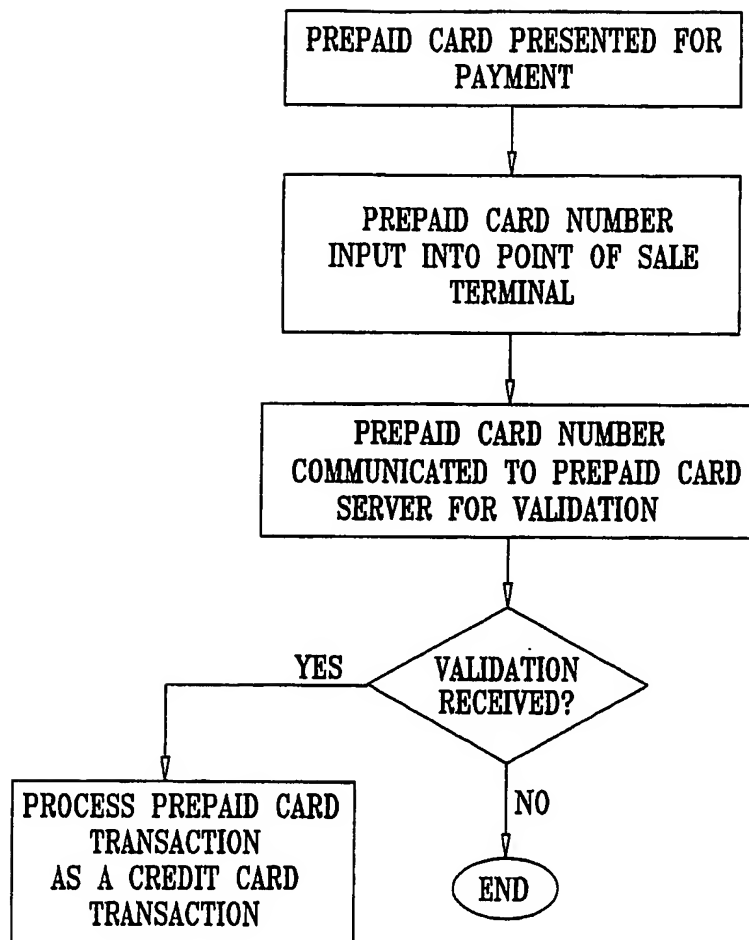 PREPAID CARD PRESENTED FOR
PAYMENT
PREPAID CARD NUMBER
INPUT INTO POINT OF SALE
TERMINAL
PREPAID CARD NUMBER
COMMUNICATED TO PREPAID CARD
SERVER FOR VALIDATION
VALIDATION
RECEIVED?
YES
NO
PROCESS PREPAID CARD
TRANSACTION
AS A CREDIT CARD
TRANSACTION
END